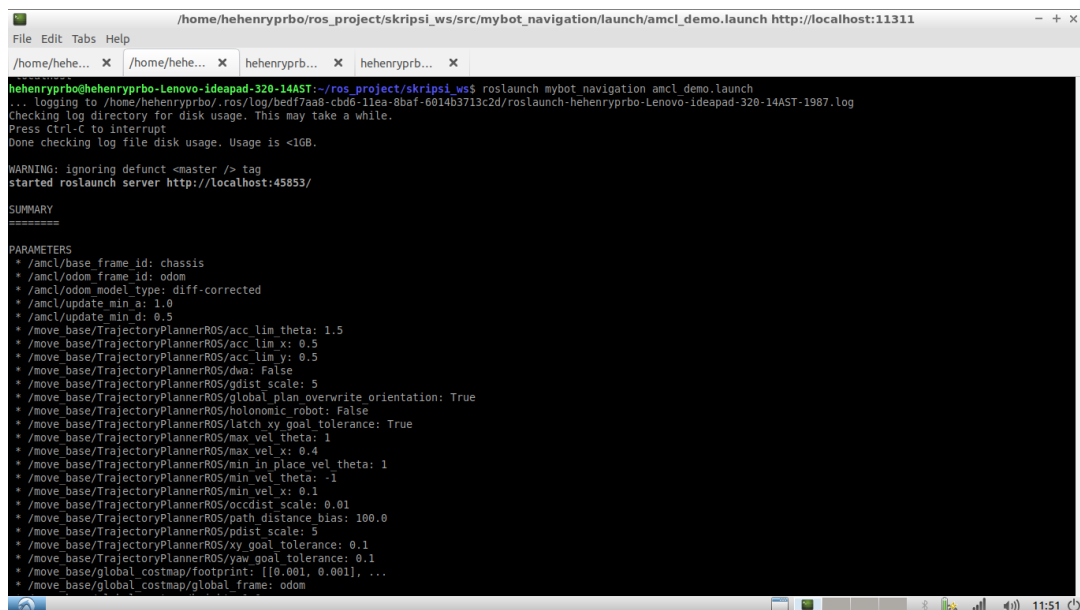 /home/hehenryprbo/ros_project/skripsi_ws/src/mybot_navigation/launch/amcl_demo.launch http://localhost:11311
File Edit Tabs Help
/home/hehe... /home/hehe... hehenryprb... hehenryprb...
hehenryprbo@hehenryprbo-Lenovo-ideapad-320-14AST:~/ros_project/skripsi_ws$ roslaunch mybot_navigation amcl_demo.launch
... logging to /home/hehenryprbo/.ros/log/bedf7aa8-cbd6-11ea-8baf-6014b3713c2d/roslaunch-hehenryprbo-Lenovo-ideapad-320-14AST-1987.log
Checking log directory for disk usage. This may take a while.
Press Ctrl-C to interrupt
Done checking log file disk usage. Usage is <1GB.
WARNING: ignoring defunct <master /> tag
started roslaunch server http://localhost:45853/
SUMMARY
========
PARAMETERS
* /amcl/base_frame_id: chassis
* /amcl/odom_frame_id: odom
* /amcl/odom_model_type: diff-corrected
* /amcl/update_min_a: 1.0
* /amcl/update_min_d: 0.5
* /move_base/TrajectoryPlannerROS/acc_lim_theta: 1.5
* /move_base/TrajectoryPlannerROS/acc_lim_x: 0.5
* /move_base/TrajectoryPlannerROS/acc_lim_y: 0.5
* /move_base/TrajectoryPlannerROS/dwa: False
* /move_base/TrajectoryPlannerROS/gdist_scale: 5
* /move_base/TrajectoryPlannerROS/global_plan_overwrite_orientation: True
* /move_base/TrajectoryPlannerROS/holonomic_robot: False
* /move_base/TrajectoryPlannerROS/latch_xy_goal_tolerance: True
* /move_base/TrajectoryPlannerROS/max_vel_theta: 1
* /move_base/TrajectoryPlannerROS/max_vel_x: 0.4
* /move_base/TrajectoryPlannerROS/min_in_place_vel_theta: 1
* /move_base/TrajectoryPlannerROS/min_vel_theta: -1
* /move_base/TrajectoryPlannerROS/min_vel_x: 0.1
* /move_base/TrajectoryPlannerROS/occdist_scale: 0.01
* /move_base/TrajectoryPlannerROS/path_distance_bias: 100.0
* /move_base/TrajectoryPlannerROS/pdist_scale: 5
* /move_base/TrajectoryPlannerROS/xy_goal_tolerance: 0.1
* /move_base/TrajectoryPlannerROS/yaw_goal_tolerance: 0.1
* /move_base/global_costmap/footprint: [[0.001, 0.001], ...
* /move_base/global_costmap/global_frame: odom
11:51